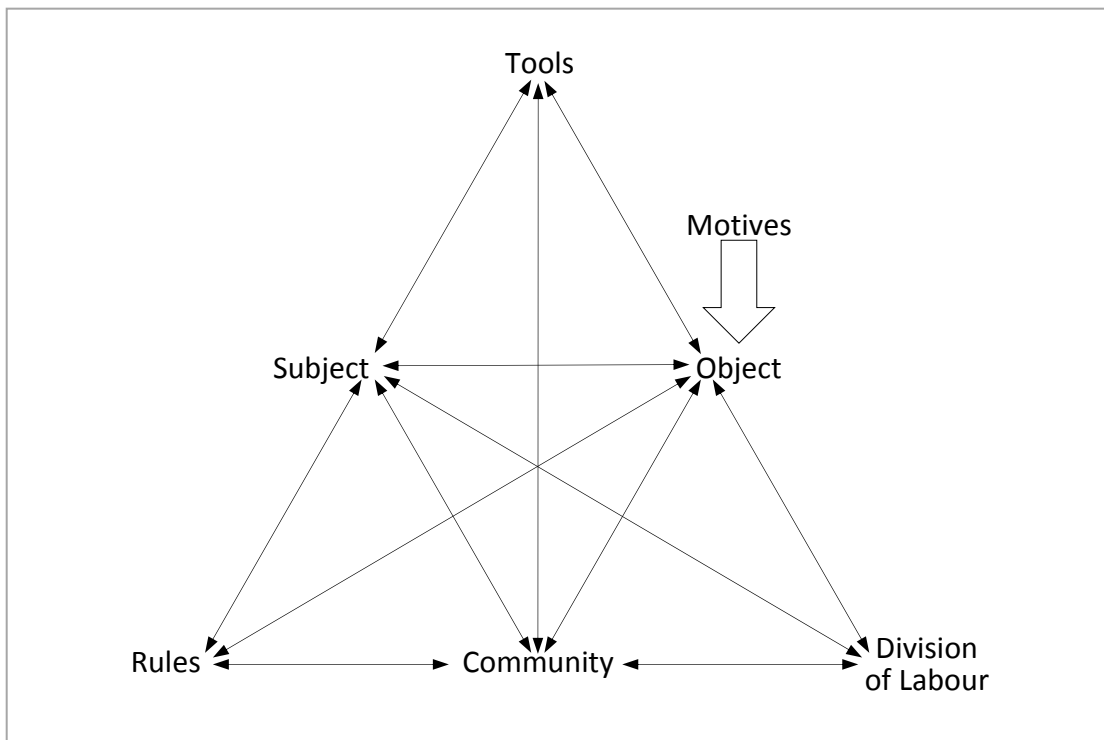 Tools
Motives
Subject
Object
Rules
Community
Division
of Labour